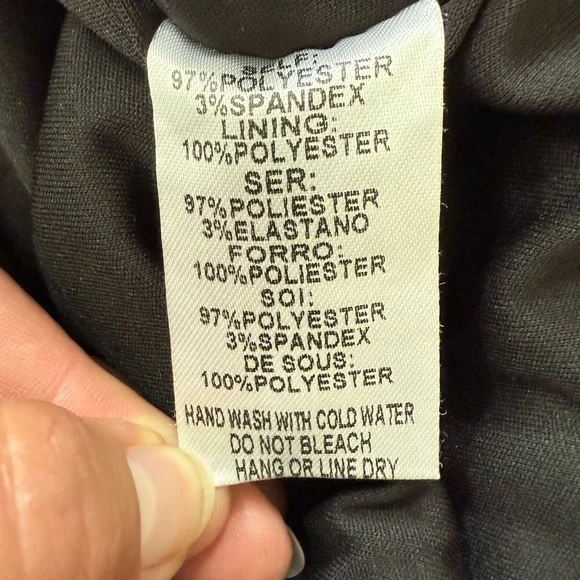 SELF:
97%POLYESTER
3%SPANDEX
LINING:
100%POLYESTER
SER:
97%POLIESTER
3%ELASTANO
FORRO:
100%POLIESTER
SOI:
97%POLYESTER
3%SPANDEX
DE SOUS:
100%POLYESTER
HAND WASH WITH COLD WATER
DO NOT BLEACH
HANG OR LINE DRY